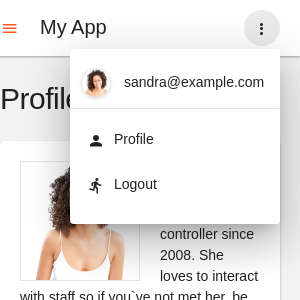 My App
sandra@example.com
Profile
Profile
Logout
controller since
2008. She
loves to interact
with staff so if you`ve not met her, be